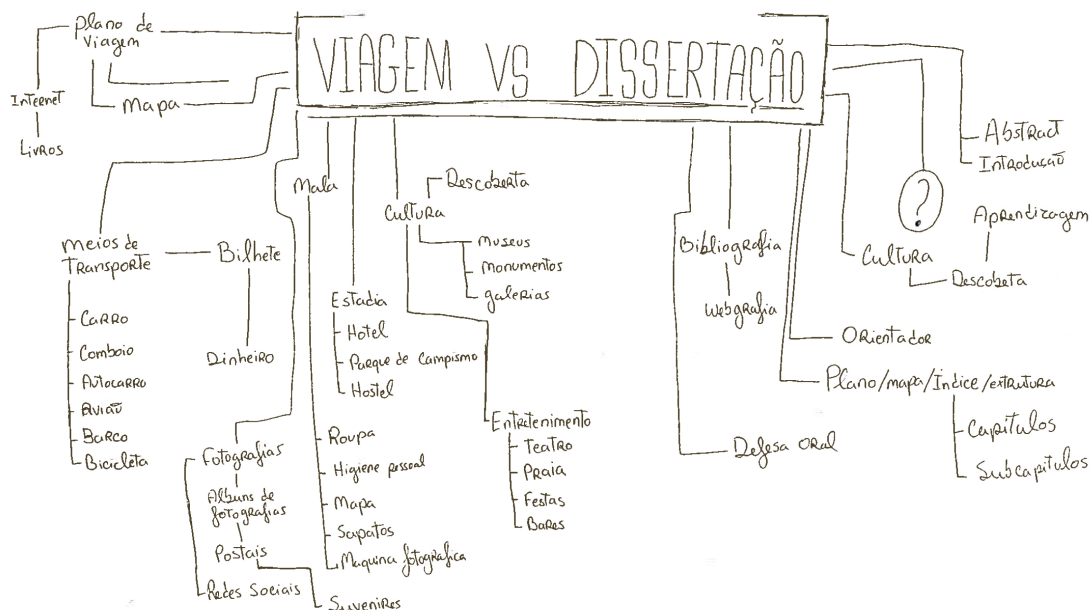 VIAGEM VS DISSERTAÇÃO
Plano de
Viagem
Internet
Livros
Mapa
Meios de
Transporte
Carro
Comboio
Autocarro
Avião
Barco
Bicicleta
Bilhete
Dinheiro
Fotografias
Albuns de
fotografias
Postais
Suvenires
Redes Sociais
Mala
Roupa
Higiene pessoal
Mapa
Sapatos
Maquina fotografica
Estadia
Hotel
Parque de Campismo
Hostel
Cultura
Descoberta
Museus
Monumentos
galerias
Entretenimento
Teatro
Praia
Festas
Bares
Defesa Oral
Bibliografia
Webgrafia
Plano/mapa/Índice/extrutura
Capitulos
Subcapitulos
Orientador
Cultura
Descobeta
Aprendizagem
?
Abstract
Introdução